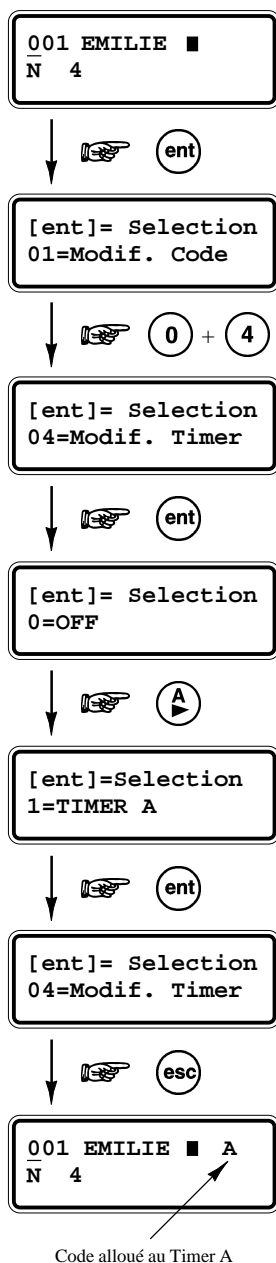 001 EMILIE ■
N 4
ent
[ent]= Selection
01=Modif. Code
0 + 4
[ent]= Selection
04=Modif. Timer
ent
[ent]= Selection
0=OFF
A
[ent]=Selection
1=TIMER A
ent
[ent]= Selection
04=Modif. Timer
esc
001 EMILIE ■ A
N 4
Code alloué au Timer A